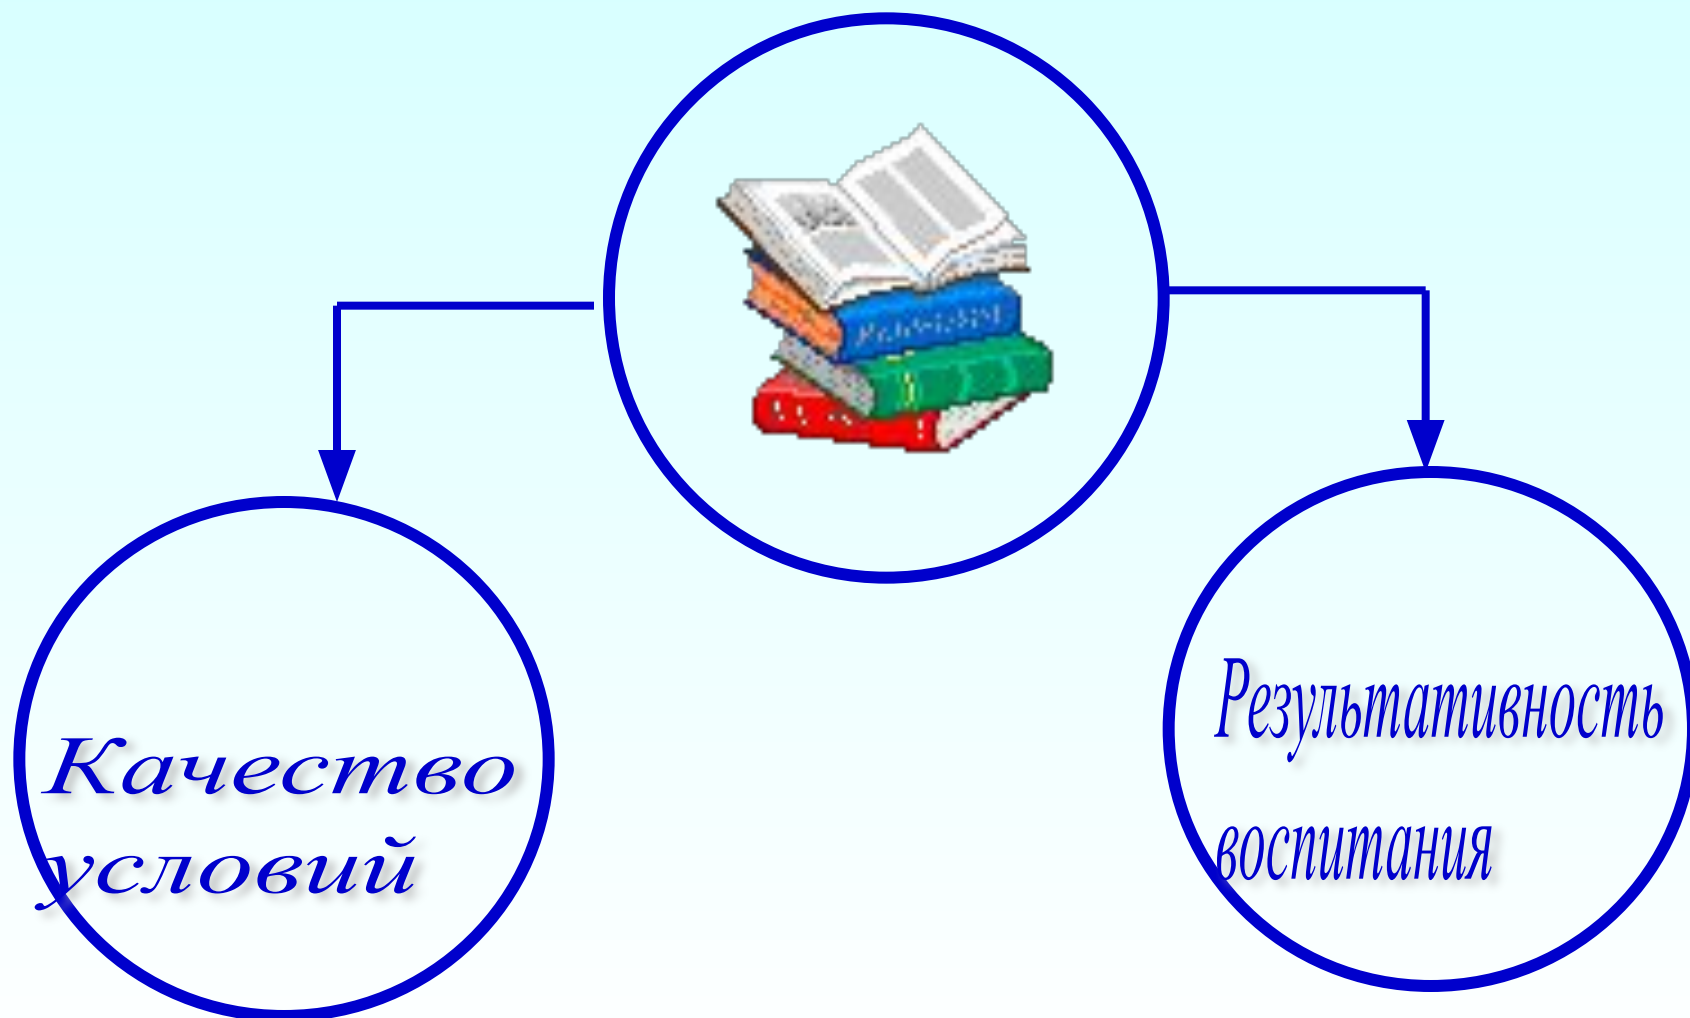 Качество
условий
Результативность
воспитания